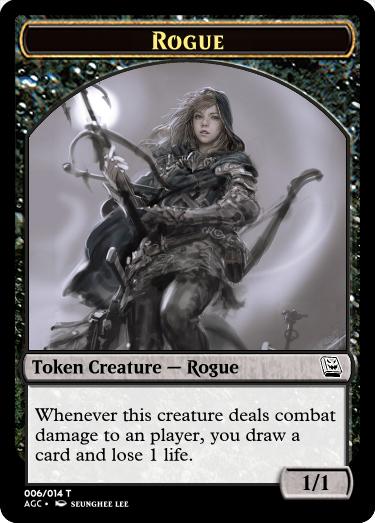 Rogue
Token Creature — Rogue
Whenever this creature deals combat
damage to an player, you draw a
card and lose 1 life.
1/1
006/014 T
AGC • SEUNGHEE LEE